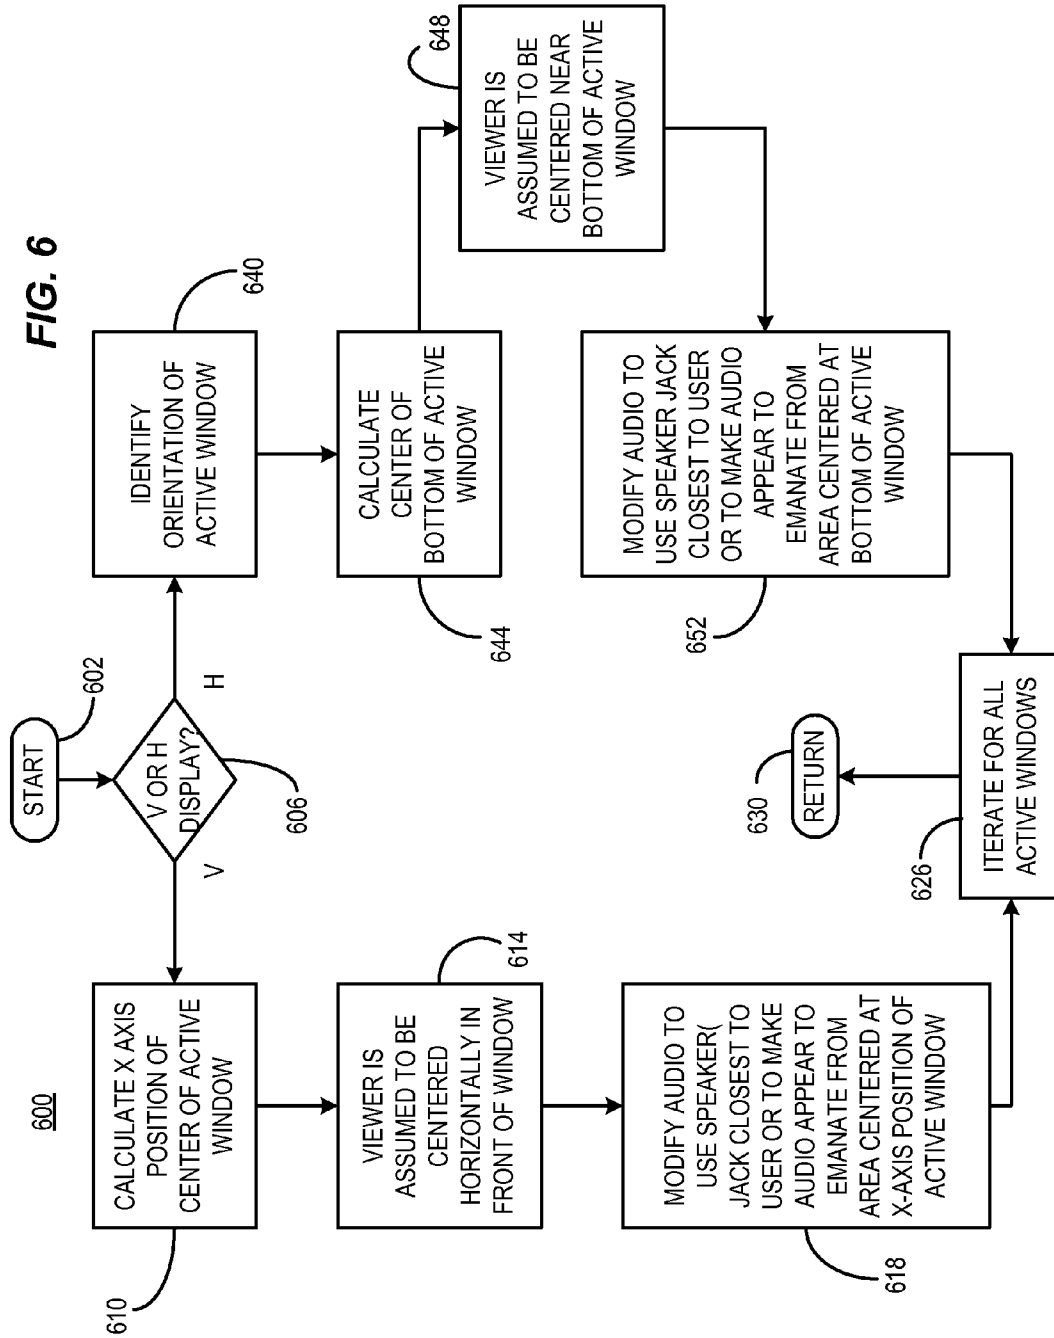 FIG. 6
600
START
602
V OR H
DISPLAY?
606
V
H
CALCULATE X AXIS
POSITION OF
CENTER OF ACTIVE
WINDOW
610
VIEWER IS
ASSUMED TO BE
CENTERED
HORIZONTALLY IN
FRONT OF WINDOW
614
MODIFY AUDIO TO
USE SPEAKER(
JACK CLOSEST TO
USER OR TO MAKE
AUDIO APPEAR TO
EMANATE FROM
AREA CENTERED AT
X-AXIS POSITION OF
ACTIVE WINDOW
618
IDENTIFY
ORIENTATION OF
ACTIVE WINDOW
640
CALCULATE
CENTER OF
BOTTOM OF ACTIVE
WINDOW
644
VIEWER IS
ASSUMED TO BE
CENTERED NEAR
BOTTOM OF ACTIVE
WINDOW
648
MODIFY AUDIO TO
USE SPEAKER JACK
CLOSEST TO USER
OR TO MAKE AUDIO
APPEAR TO
EMANATE FROM
AREA CENTERED AT
BOTTOM OF ACTIVE
WINDOW
652
ITERATE FOR ALL
ACTIVE WINDOWS
626
RETURN
630